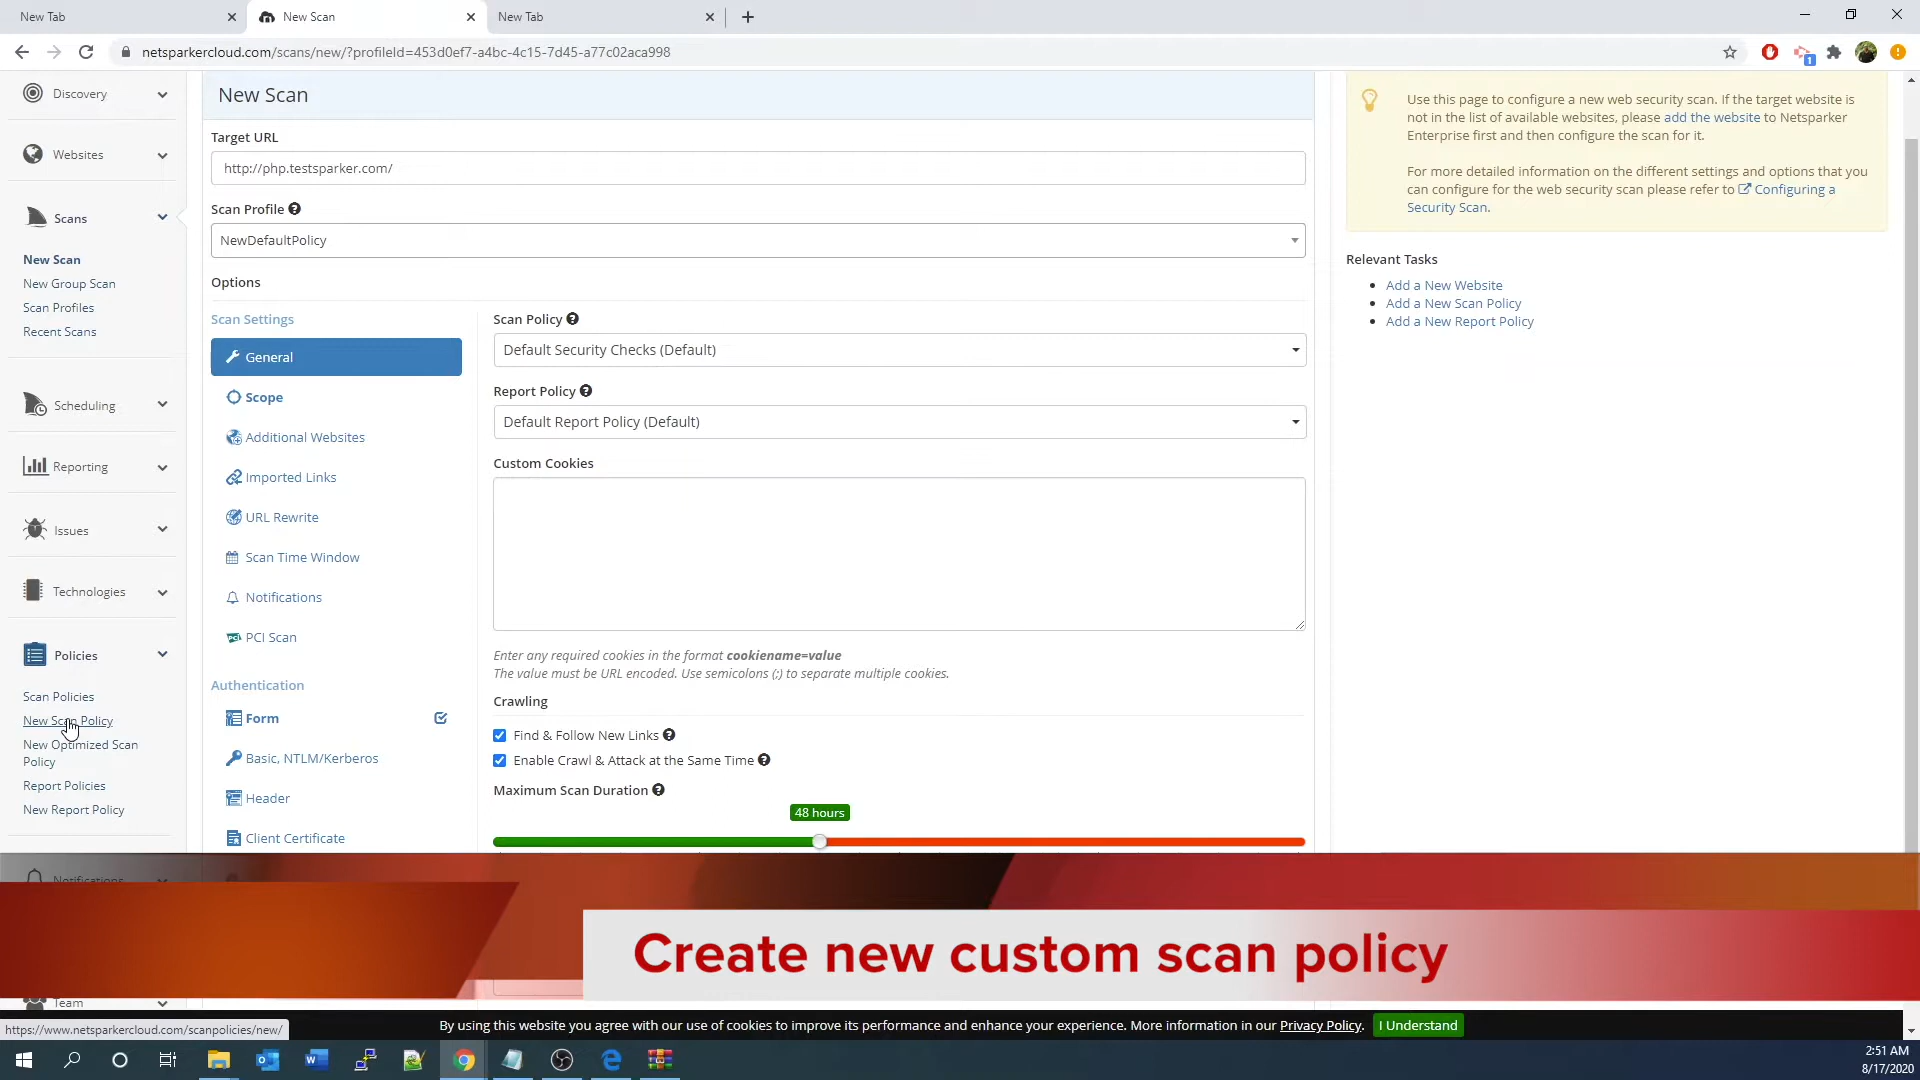 New Tab
New Scan
New Tab
netsparkercloud.com/scans/new/?profileId=453d0ef7-a4bc-4c15-7d45-a77c02aca998
1
Discovery
Websites
Scans
New Scan
New Group Scan
Scan Profiles
Recent Scans
Scheduling
Reporting
Issues
Technologies
Policies
Scan Policies
New Scan Policy
New Optimized Scan
Policy
Report Policies
New Report Policy
Notifications
Team
https://www.netsparkercloud.com/scanpolicies/new/
New Scan
Target URL
http://php.testsparker.com/
Scan Profile
NewDefaultPolicy
Options
Scan Settings
General
Scope
Additional Websites
Imported Links
URL Rewrite
Scan Time Window
Notifications
PCI Scan
Authentication
Form
Basic, NTLM/Kerberos
Header
Client Certificate
Scan Policy
Default Security Checks (Default)
Report Policy
Default Report Policy (Default)
Custom Cookies
Enter any required cookies in the format cookiename=value
The value must be URL encoded. Use semicolons (;) to separate multiple cookies.
Crawling
Find & Follow New Links
Enable Crawl & Attack at the Same Time
Maximum Scan Duration
48 hours
Use this page to configure a new web security scan. If the target website is
not in the list of available websites, please add the website to Netsparker
Enterprise first and then configure the scan for it.
For more detailed information on the different settings and options that you
can configure for the web security scan please refer to Configuring a
Security Scan.
Relevant Tasks
Add a New Website
Add a New Scan Policy
Add a New Report Policy
Create new custom scan policy
By using this website you agree with our use of cookies to improve its performance and enhance your experience. More information in our Privacy Policy.
I Understand
2:51 AM
8/17/2020